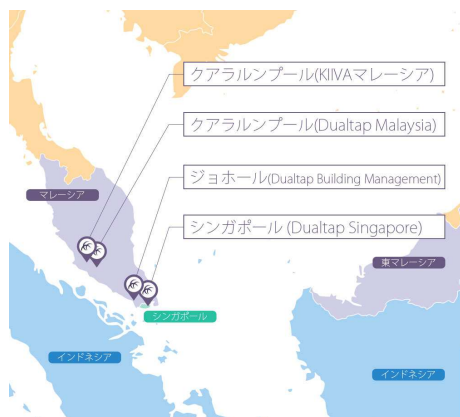 クアラルンプール(KIIVAマレーシア)
クアラルンプール(Dualtap Malaysia)
ジョホール(Dualtap Building Management)
マレーシア
シンガポール (Dualtap Singapore)
東マレーシア
シンガポール
インドネシア
インドネシア